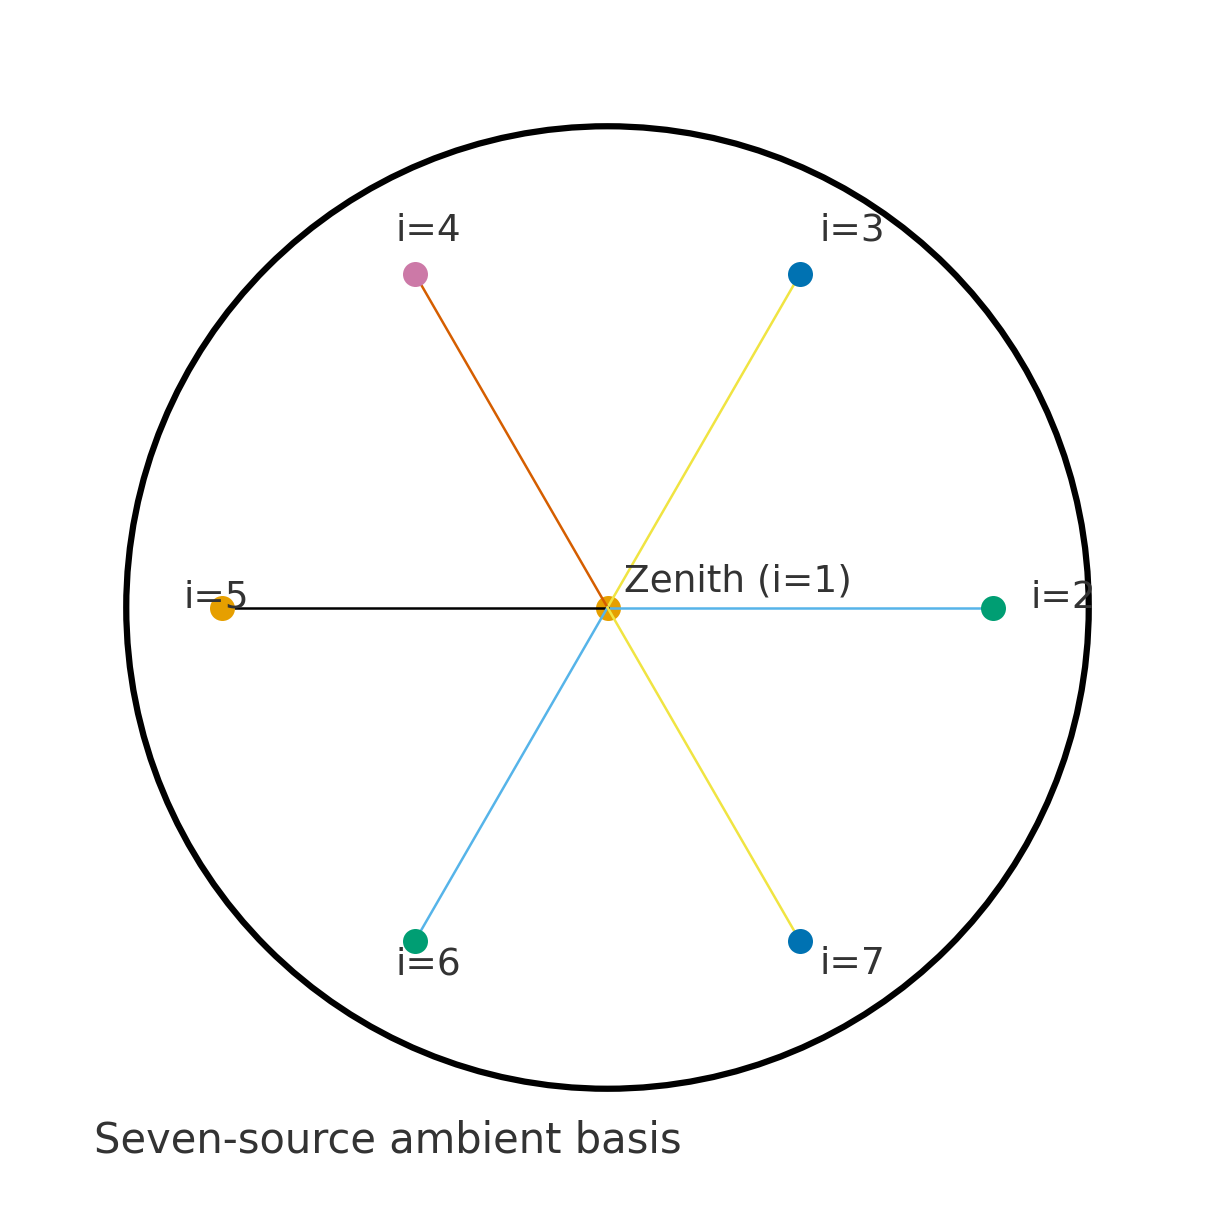 i=4
i=3
Zenith (i=1)
i=5
i=2
i=6
i=7
Seven-source ambient basis